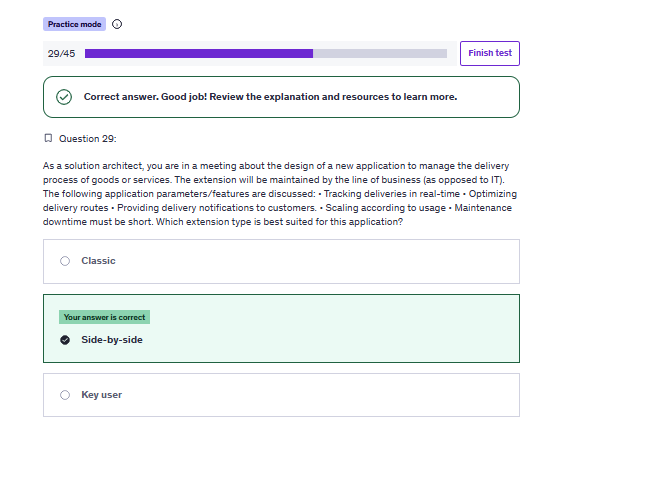 Practice mode
29/45
Finish test
Correct answer. Good job! Review the explanation and resources to learn more.
Question 29:
As a solution architect, you are in a meeting about the design of a new application to manage the delivery
process of goods or services. The extension will be maintained by the line of business (as opposed to IT).
The following application parameters/features are discussed: • Tracking deliveries in real-time • Optimizing
delivery routes • Providing delivery notifications to customers. • Scaling according to usage • Maintenance
downtime must be short. Which extension type is best suited for this application?
Classic
Your answer is correct
Side-by-side
Key user